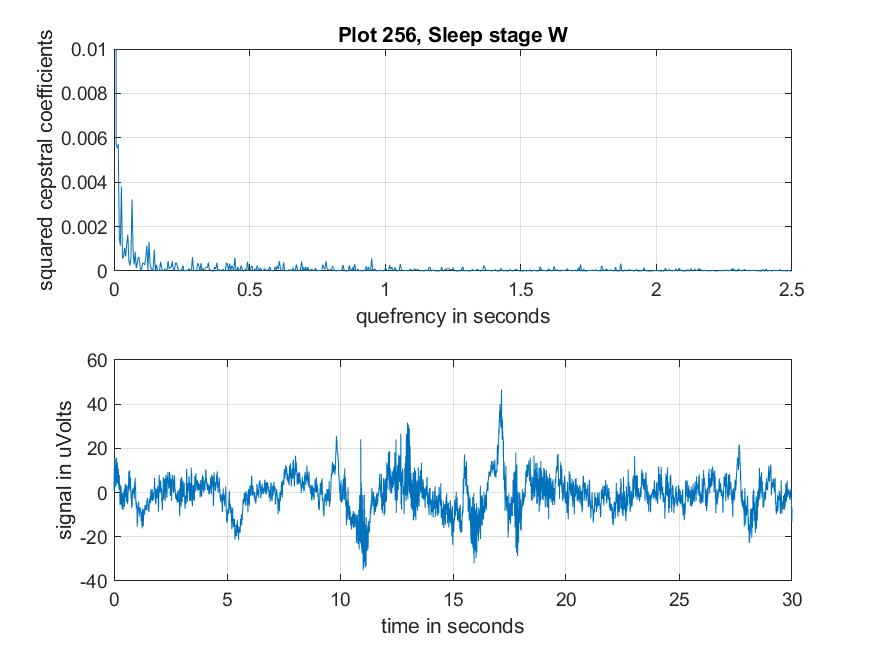 Plot 256, Sleep stage W
squared cepstral coefficients
0.01
0.008
0.006
0.004
0.002
0
0 0.5 1 1.5 2 2.5
quefrency in seconds
signal in uVolts
60
40
20
0
-20
-40
0 5 10 15 20 25 30
time in seconds